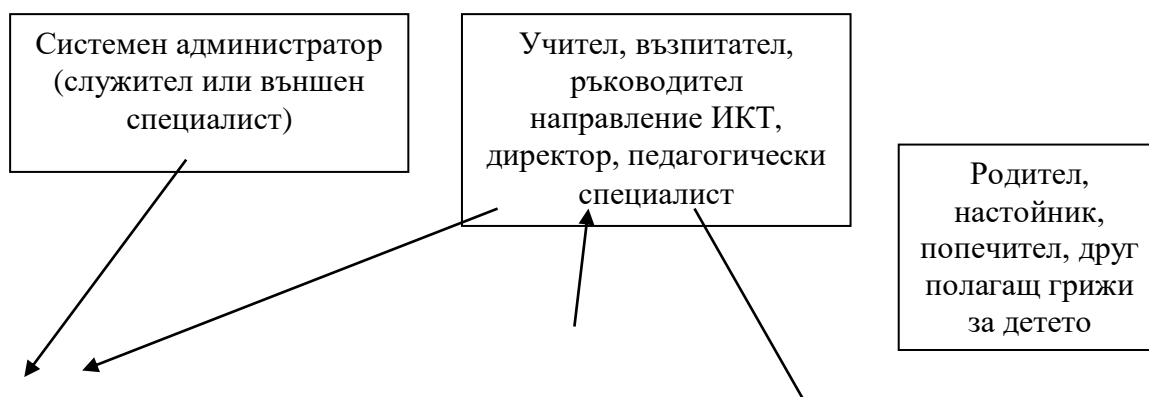 Системен администратор
(служител или външен
специалист)
Учител, възпитател,
ръководител
направление ИКТ,
директор, педагогически
специалист
Родител,
настойник,
попечител, друг
полагащ грижи
за детето